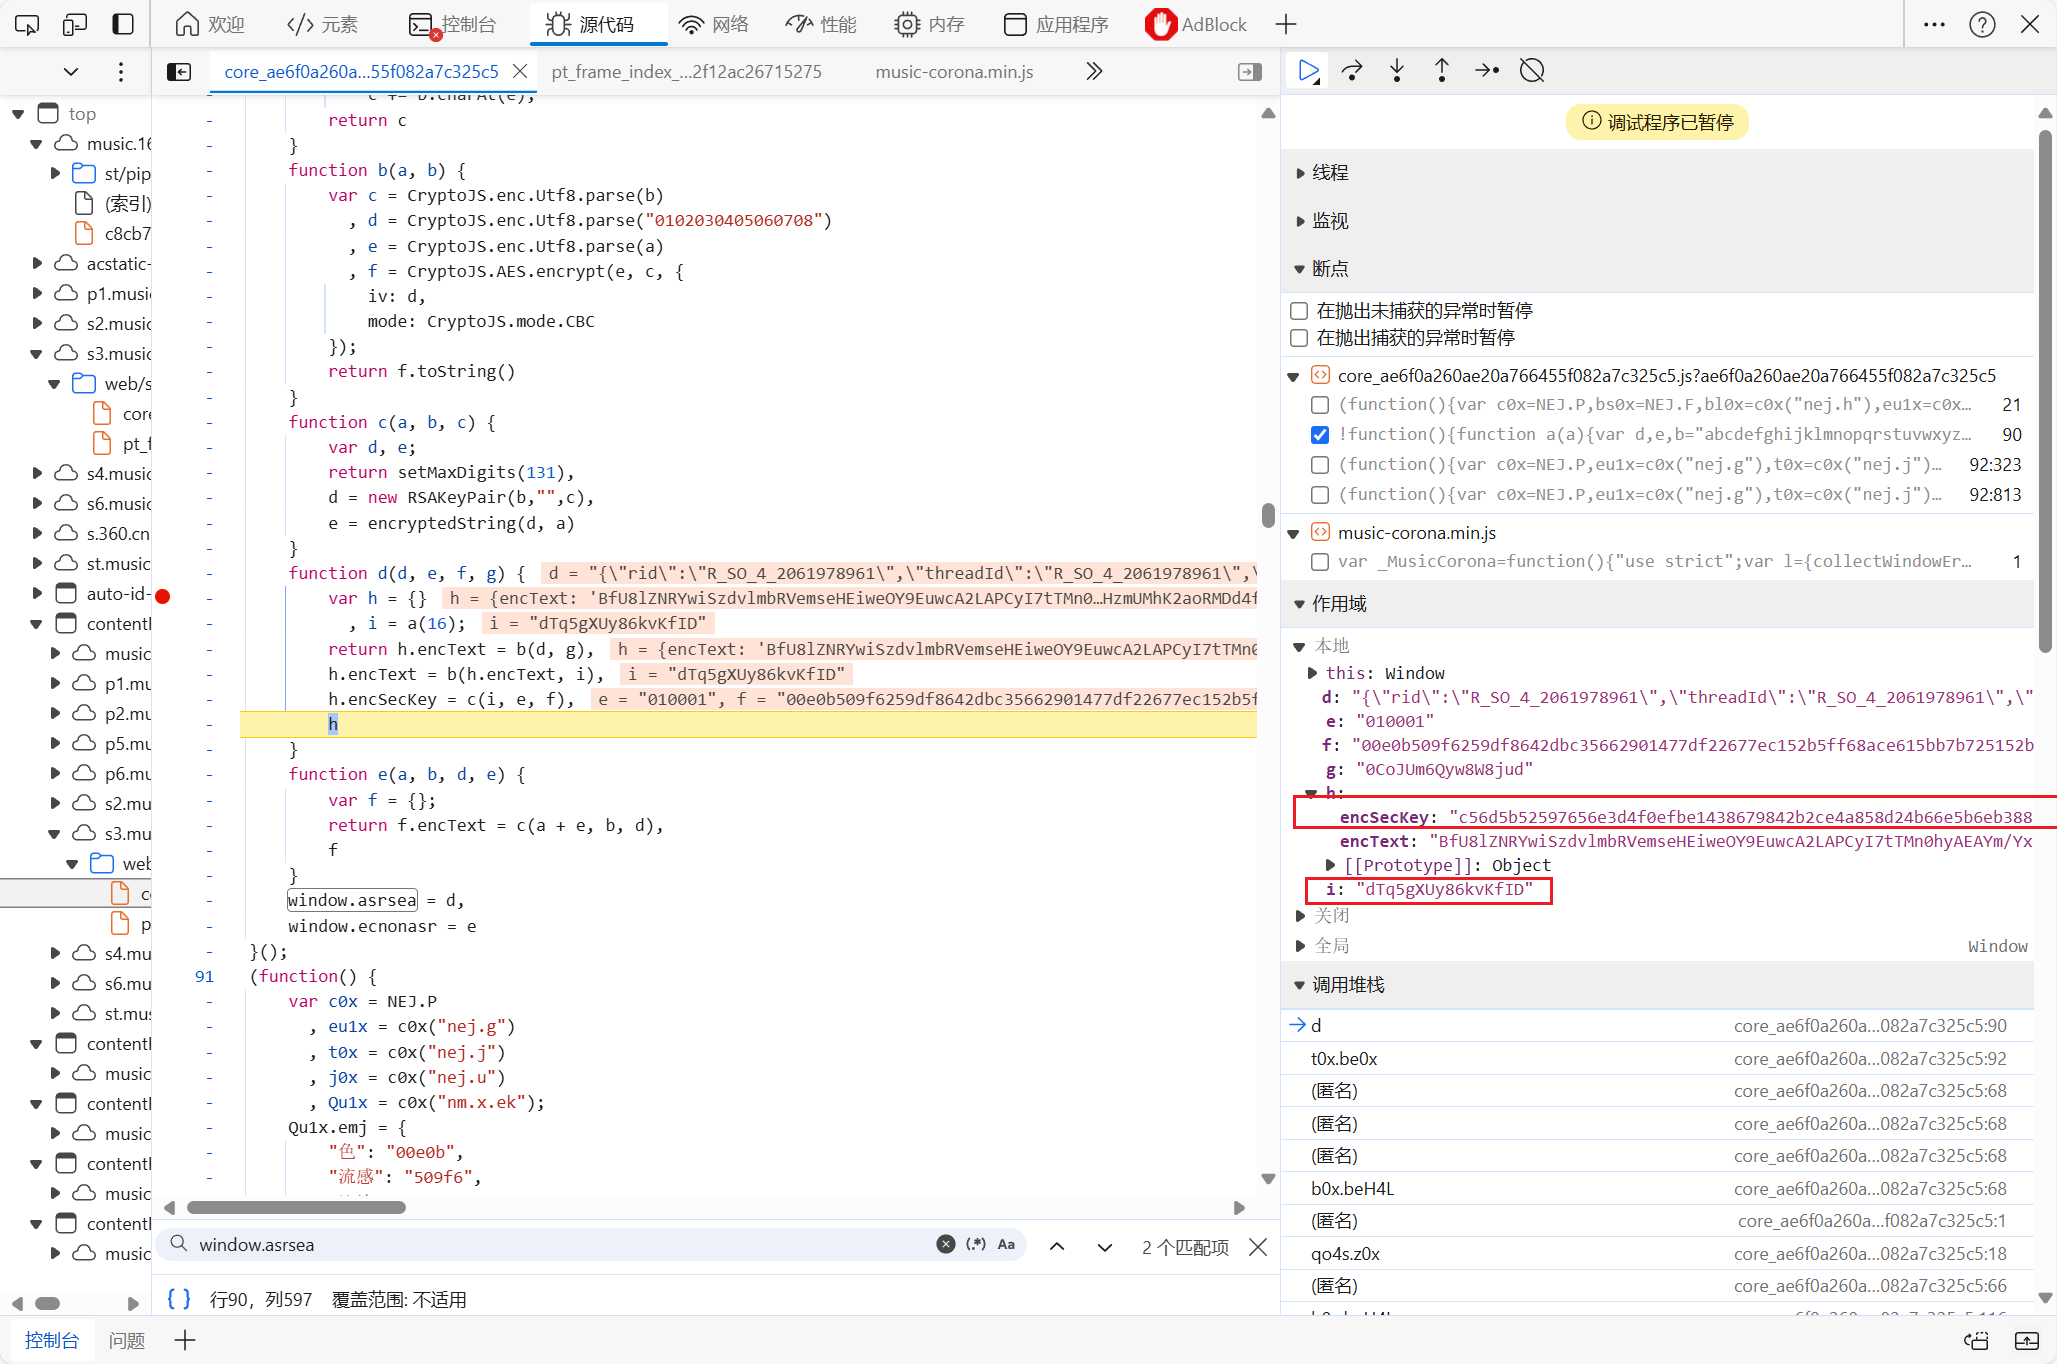 欢迎
</> 元素
控制台
源代码
网络
性能
内存
应用程序
AdBlock
core_ae6f0a260a...55f082a7c325c5
pt_frame_index_...2f12ac26715275
music-corona.min.js
top
music.16
st/pip
(索引)
c8cb7
acstatic-
p1.music
s2.music
s3.music
web/s
core
pt_f
s4.music
s6.music
s.360.cn
st.music
auto-id-
contentl
music
p1.mu
p2.mu
p5.mu
p6.mu
s2.mu
s3.mu
web
c
p
s4.mu
s6.mu
st.mus
contentl
music
contentl
music
contentl
music
contentl
music
c += b.charAt(e);
return c
}
function b(a, b) {
var c = CryptoJS.enc.Utf8.parse(b)
, d = CryptoJS.enc.Utf8.parse("0102030405060708")
, e = CryptoJS.enc.Utf8.parse(a)
, f = CryptoJS.AES.encrypt(e, c, {
iv: d,
mode: CryptoJS.mode.CBC
});
return f.toString()
}
function c(a, b, c) {
var d, e;
return setMaxDigits(131),
d = new RSAKeyPair(b,"",c),
e = encryptedString(d, a)
}
function d(d, e, f, g) { d = "{\"rid\":\"R_SO_4_2061978961\",\"threadId\":\"R_SO_4_2061978961\",\
var h = {} h = {encText: 'BfU8lZNRYwiSzdvlmbRVemseHEiweOY9EuwcA2LAPCyI7tTMn0…HzmUMhK2aoRMDd4f
, i = a(16); i = "dTq5gXUy86kvKfID"
return h.encText = b(d, g), h = {encText: 'BfU8lZNRYwiSzdvlmbRVemseHEiweOY9EuwcA2LAPCyI7tTMn0
h.encText = b(h.encText, i), i = "dTq5gXUy86kvKfID"
h.encSecKey = c(i, e, f), e = "010001", f = "00e0b509f6259df8642dbc35662901477df22677ec152b5f
h
}
function e(a, b, d, e) {
var f = {};
return f.encText = c(a + e, b, d),
f
}
window.asrsea = d,
window.ecnonasr = e
}();
91 (function() {
var c0x = NEJ.P
, eu1x = c0x("nej.g")
, t0x = c0x("nej.j")
, j0x = c0x("nej.u")
, Qu1x = c0x("nm.x.ek");
Qu1x.emj = {
"色": "00e0b",
"流感": "509f6",
window.asrsea
(.*) Aa
2 个匹配项
{ } 行90，列597 覆盖范围: 不适用
控制台
问题
调试程序已暂停
线程
监视
断点
在抛出未捕获的异常时暂停
在抛出捕获的异常时暂停
core_ae6f0a260ae20a766455f082a7c325c5.js?ae6f0a260ae20a766455f082a7c325c5
(function(){var c0x=NEJ.P,bs0x=NEJ.F,bl0x=c0x("nej.h"),eu1x=c0x… 21
!function(){function a(a){var d,e,b="abcdefghijklmnopqrstuvwxyz… 90
(function(){var c0x=NEJ.P,eu1x=c0x("nej.g"),t0x=c0x("nej.j")… 92:323
(function(){var c0x=NEJ.P,eu1x=c0x("nej.g"),t0x=c0x("nej.j")… 92:813
music-corona.min.js
var _MusicCorona=function(){"use strict";var l={collectWindowEr… 1
作用域
本地
this: Window
d: "{\"rid\":\"R_SO_4_2061978961\",\"threadId\":\"R_SO_4_2061978961\",\"
e: "010001"
f: "00e0b509f6259df8642dbc35662901477df22677ec152b5ff68ace615bb7b725152b
g: "0CoJUm6Qyw8W8jud"
h:
encSecKey: "c56d5b52597656e3d4f0efbe1438679842b2ce4a858d24b66e5b6eb388
encText: "BfU8lZNRYwiSzdvlmbRVemseHEiweOY9EuwcA2LAPCyI7tTMn0hyAEAYm/Yx
[[Prototype]]: Object
i: "dTq5gXUy86kvKfID"
关闭
全局 Window
调用堆栈
d core_ae6f0a260a...082a7c325c5:90
t0x.be0x core_ae6f0a260a...082a7c325c5:92
(匿名) core_ae6f0a260a...082a7c325c5:68
(匿名) core_ae6f0a260a...082a7c325c5:68
(匿名) core_ae6f0a260a...082a7c325c5:68
b0x.beH4L core_ae6f0a260a...082a7c325c5:68
(匿名) core_ae6f0a260a...f082a7c325c5:1
qo4s.z0x core_ae6f0a260a...082a7c325c5:18
(匿名) core_ae6f0a260a...082a7c325c5:66